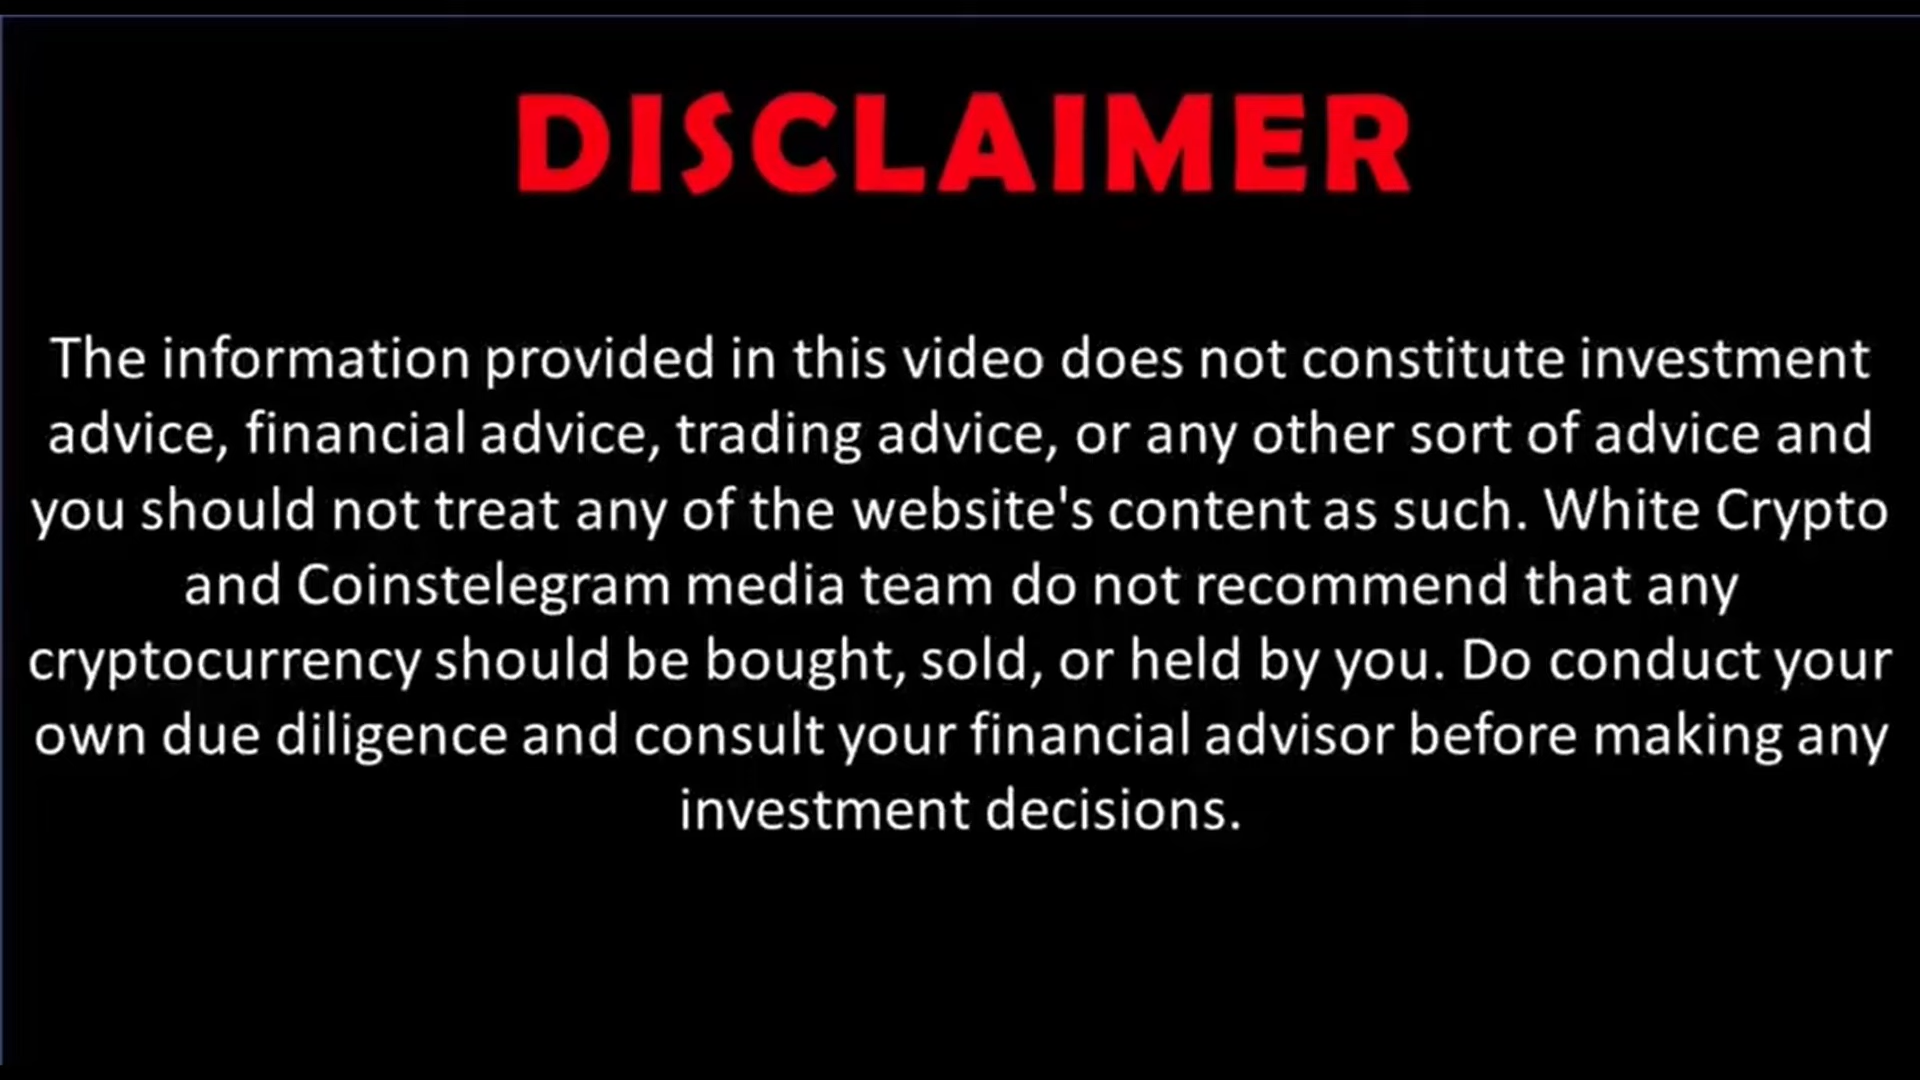 DISCLAIMER
The information provided in this video does not constitute investment
advice, financial advice, trading advice, or any other sort of advice and
you should not treat any of the website's content as such. White Crypto
and Coinstelegram media team do not recommend that any
cryptocurrency should be bought, sold, or held by you. Do conduct your
own due diligence and consult your financial advisor before making any
investment decisions.